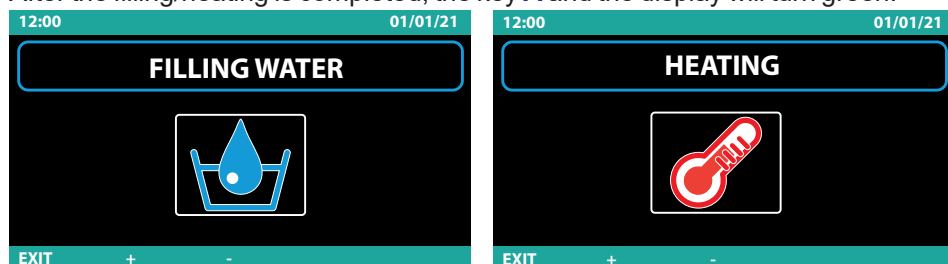 After the filling/heating is completed, the key A and the display will turn green.
12:00 01/01/21
FILLING WATER
EXIT + -
12:00 01/01/21
HEATING
EXIT + -